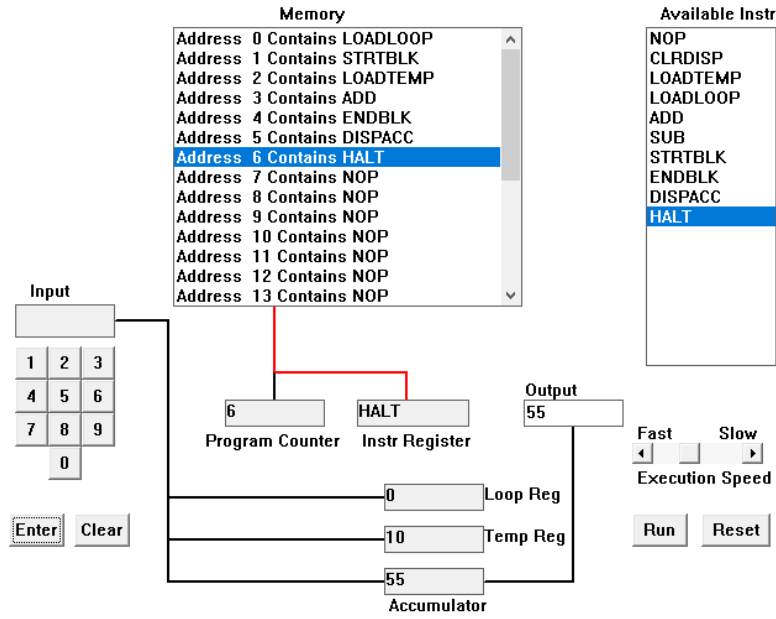 Memory
Available Instr
Address 0 Contains LOADLOOP
Address 1 Contains STRTBLK
Address 2 Contains LOADTEMP
Address 3 Contains ADD
Address 4 Contains ENDBLK
Address 5 Contains DISPACC
Address 6 Contains HALT
Address 7 Contains NOP
Address 8 Contains NOP
Address 9 Contains NOP
Address 10 Contains NOP
Address 11 Contains NOP
Address 12 Contains NOP
Address 13 Contains NOP
NOP
CLRDISP
LOADTEMP
LOADLOOP
ADD
SUB
STRTBLK
ENDBLK
DISPACC
HALT
Input
1 2 3
4 5 6
7 8 9
0
Enter Clear
6
Program Counter
HALT
Instr Register
Output
55
Fast Slow
Execution Speed
Run Reset
0 Loop Reg
10 Temp Reg
55
Accumulator